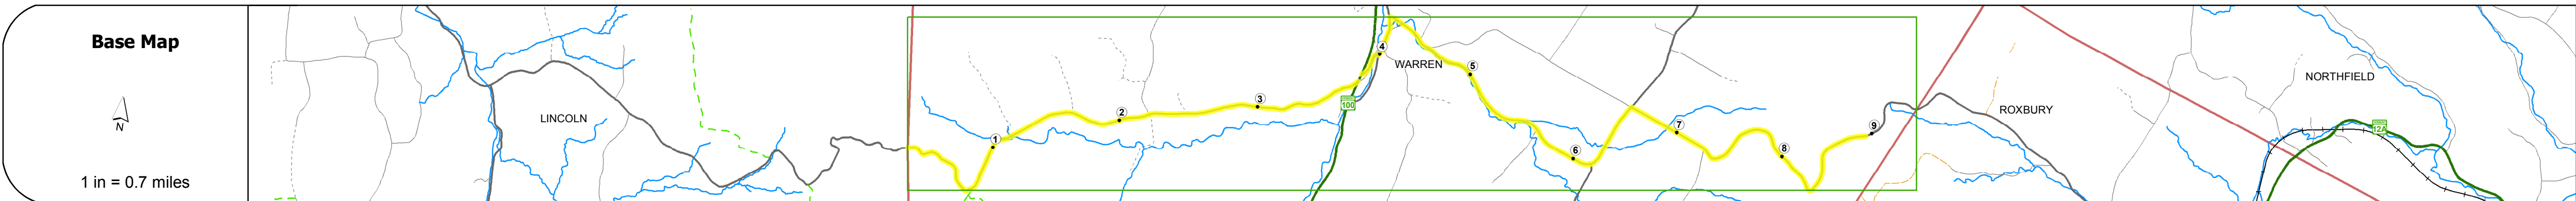 Base Map
N
1 in = 0.7 miles
LINCOLN
1
2
3
4
WARREN
5
100
6
7
8
9
ROXBURY
NORTHFIELD
12A